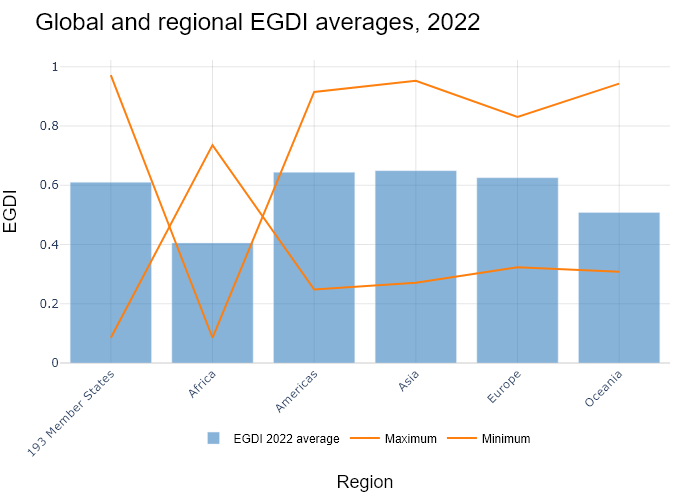 Global and regional EGDI averages, 2022
EGDI
1
0.8
0.6
0.4
0.2
0
193 Member States
Africa
Americas
Asia
Europe
Oceania
EGDI 2022 average
Maximum
Minimum
Region